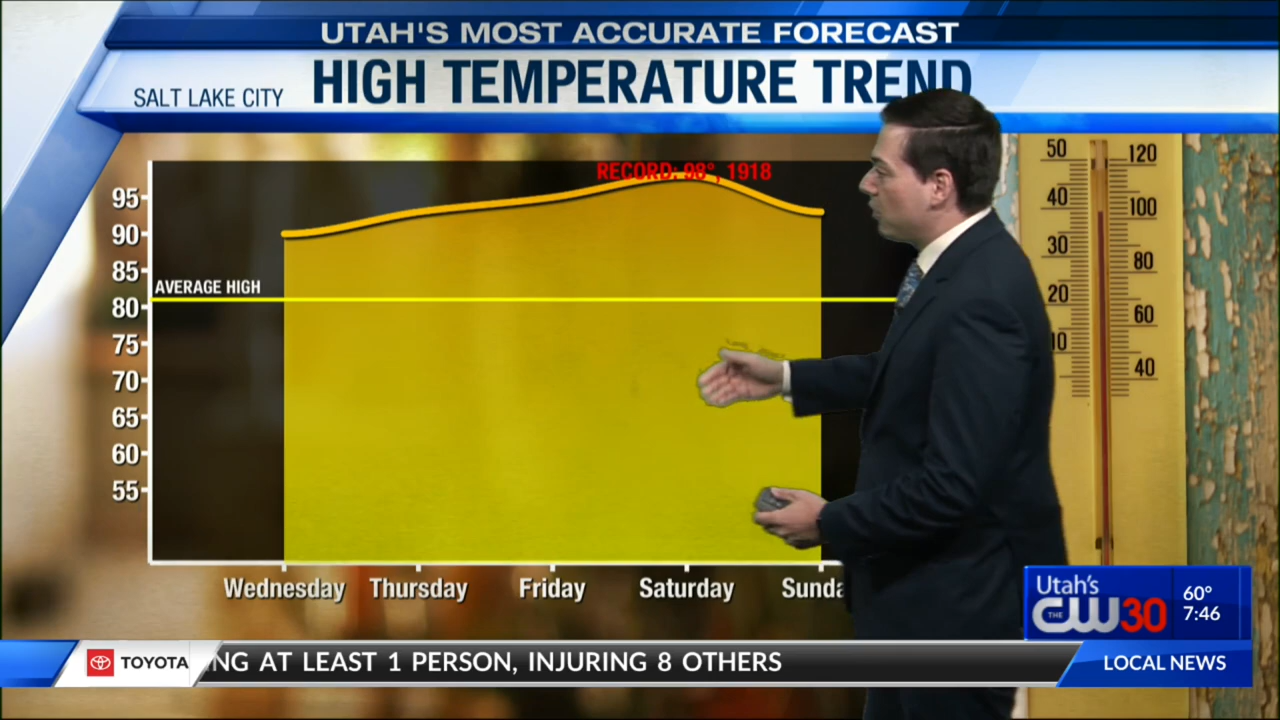 UTAH'S MOST ACCURATE FORECAST
SALT LAKE CITY HIGH TEMPERATURE TREND
RECORD: 98°, 1918
95
90
85
AVERAGE HIGH
80
75
70
65
60
55
Wednesday Thursday Friday Saturday Sunda
50 120
40 100
30 80
20 60
10 40
Utah's
THE CW30
60°
7:46
TOYOTA NG AT LEAST 1 PERSON, INJURING 8 OTHERS
LOCAL NEWS